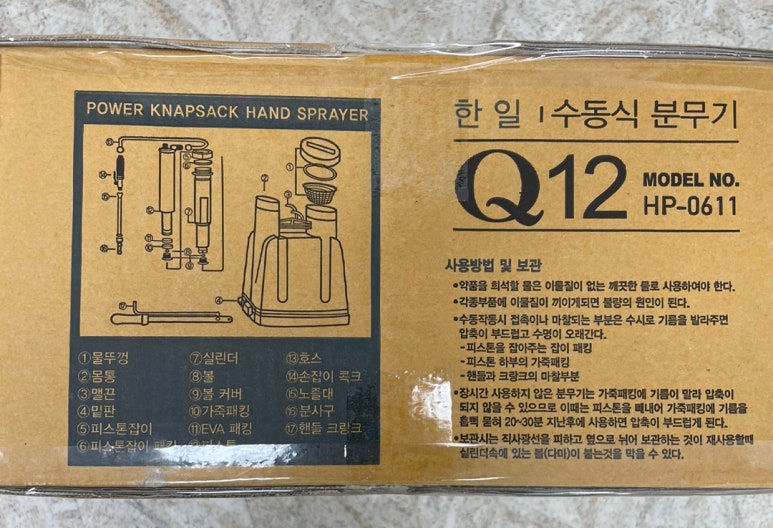 POWER KNAPSACK HAND SPRAYER
①물뚜껑
②몸통
③맬끈
④밑판
⑤피스톤잡이
⑥피스톤잡이 패킹
⑦실린더
⑧볼
⑨볼 커버
⑩가죽패킹
⑪EVA 패킹
⑫피스톤
⑬호스
⑭손잡이 콕크
⑮노즐대
⑯분사구
⑰핸들 크랑크
한일 수동식 분무기
Q12
MODEL NO.
HP-0611
사용방법 및 보관
•약품을 희석할 물은 이물질이 없는 깨끗한 물로 사용하여야 한다.
•각종부품에 이물질이 끼이게되면 불량의 원인이 된다.
•수동작동시 접촉이나 마찰되는 부분은 수시로 기름을 발라주면
압축이 부드럽고 수명이 오래간다.
-피스톤을 잡아주는 잡이 패킹
-피스톤 하부의 가죽패킹
-핸들과 크랑크의 마찰부분
•장시간 사용하지 않은 분무기는 가죽패킹에 기름이 말라 압축이
되지 않을 수 있으므로 이때는 피스톤을 빼내어 가죽패킹에 기름을
흠뻑 묻혀 20~30분 지난후에 사용하면 압축이 부드럽게 된다.
•보관시는 직사광선을 피하고 옆으로 뉘어 보관하는 것이 재사용할때
실린더속에 있는 볼(다마)이 붙는것을 막을 수 있다.